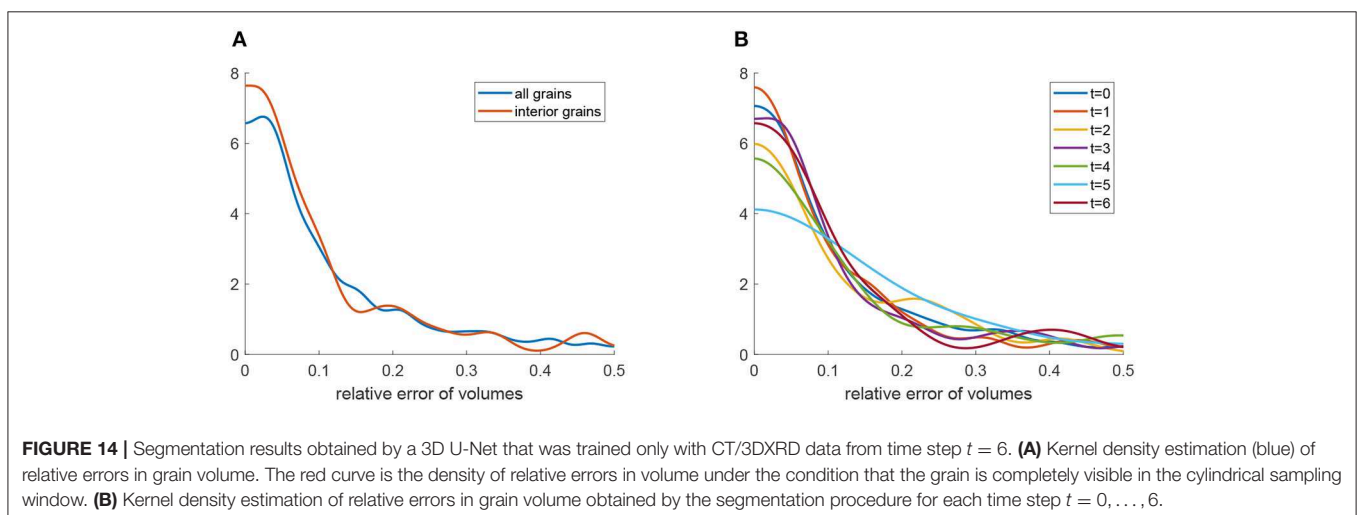 A
8
6
4
2
0
0 0.1 0.2 0.3 0.4 0.5
relative error of volumes
all grains
interior grains
B
8
6
4
2
0
0 0.1 0.2 0.3 0.4 0.5
relative error of volumes
t=0
t=1
t=2
t=3
t=4
t=5
t=6
FIGURE 14 | Segmentation results obtained by a 3D U-Net that was trained only with CT/3DXRD data from time step t = 6. (A) Kernel density estimation (blue) of
relative errors in grain volume. The red curve is the density of relative errors in volume under the condition that the grain is completely visible in the cylindrical sampling
window. (B) Kernel density estimation of relative errors in grain volume obtained by the segmentation procedure for each time step t = 0, . . . , 6.